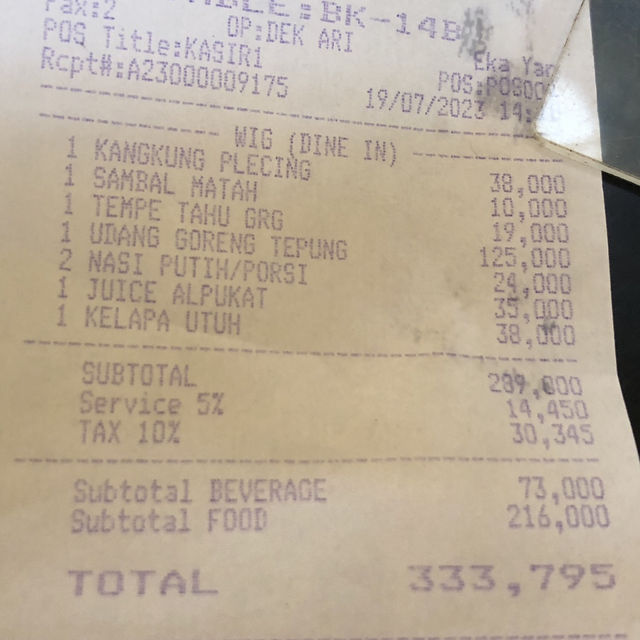 Pax:2 OP:DEK ARI
POS Title:KASIR1
Rcpt#:A23000009175 19/07/2023
WIG (DINE IN)
1 KANGKUNG PLECING 38,000
1 SAMBAL MATAH 10,000
1 TEMPE TAHU GRG 19,000
1 UDANG GORENG TEPUNG 125,000
2 NASI PUTIH/PORSI 24,000
1 JUICE ALPUKAT 35,000
1 KELAPA UTUH 38,000
SUBTOTAL 289,000
Service 5% 14,450
TAX 10% 30,345
Subtotal BEVERAGE 73,000
Subtotal FOOD 216,000
TOTAL 333,795